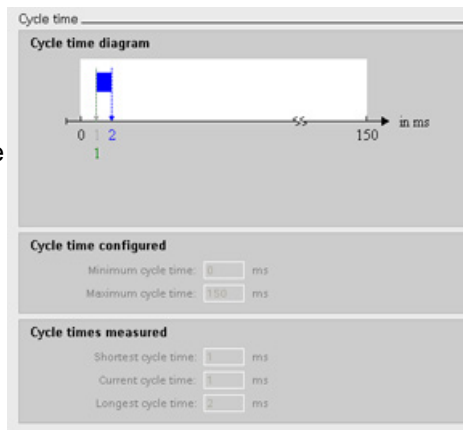 Cycle time
Cycle time diagram
0 1 2 150 in ms
1
e
Cycle time configured
Minimum cycle time: 0 ms
Maximum cycle time: 150 ms
Cycle times measured
Shortest cycle time: 1 ms
Current cycle time: 1 ms
Longest cycle time: 2 ms